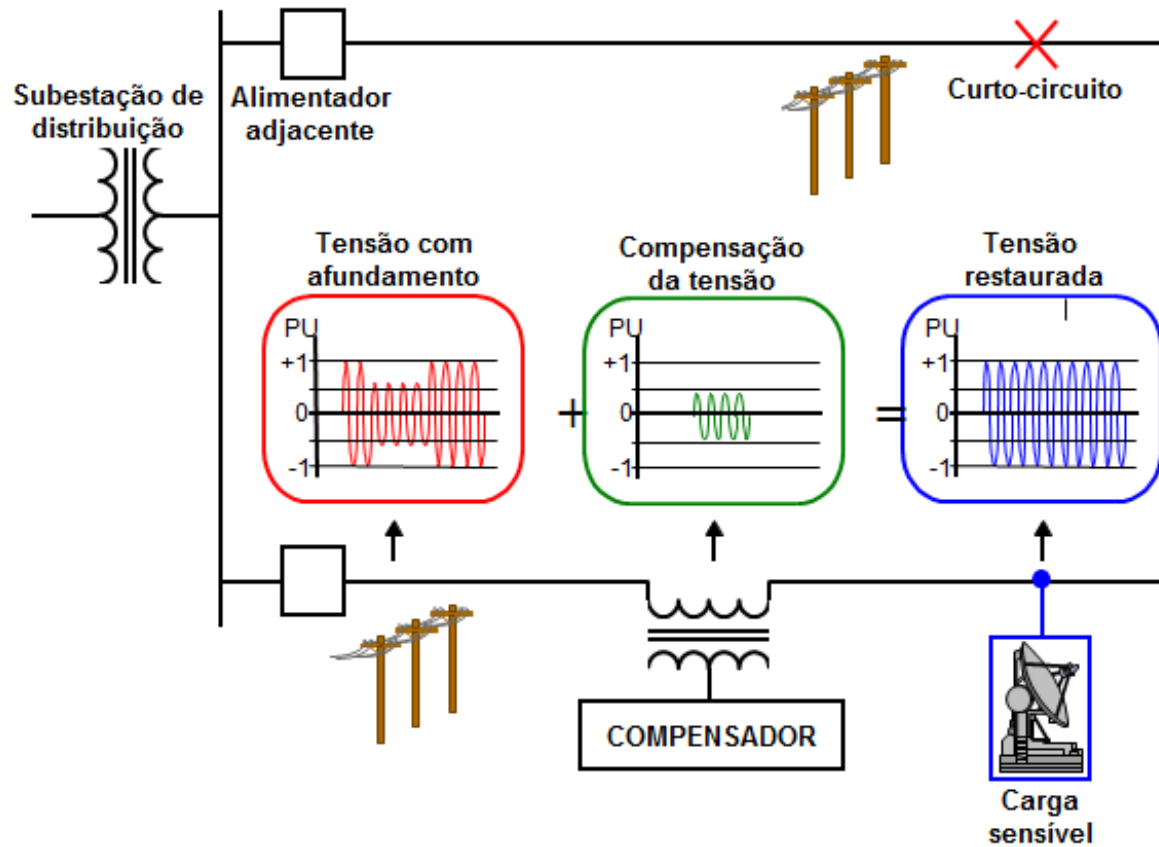 Subestação de
distribuição
Alimentador
adjacente
Curto-circuito
Tensão com
afundamento
Compensação
da tensão
Tensão
restaurada
PU
+1
0
-1
+
PU
+1
0
-1
=
PU
+1
0
-1
COMPENSADOR
Carga
sensível